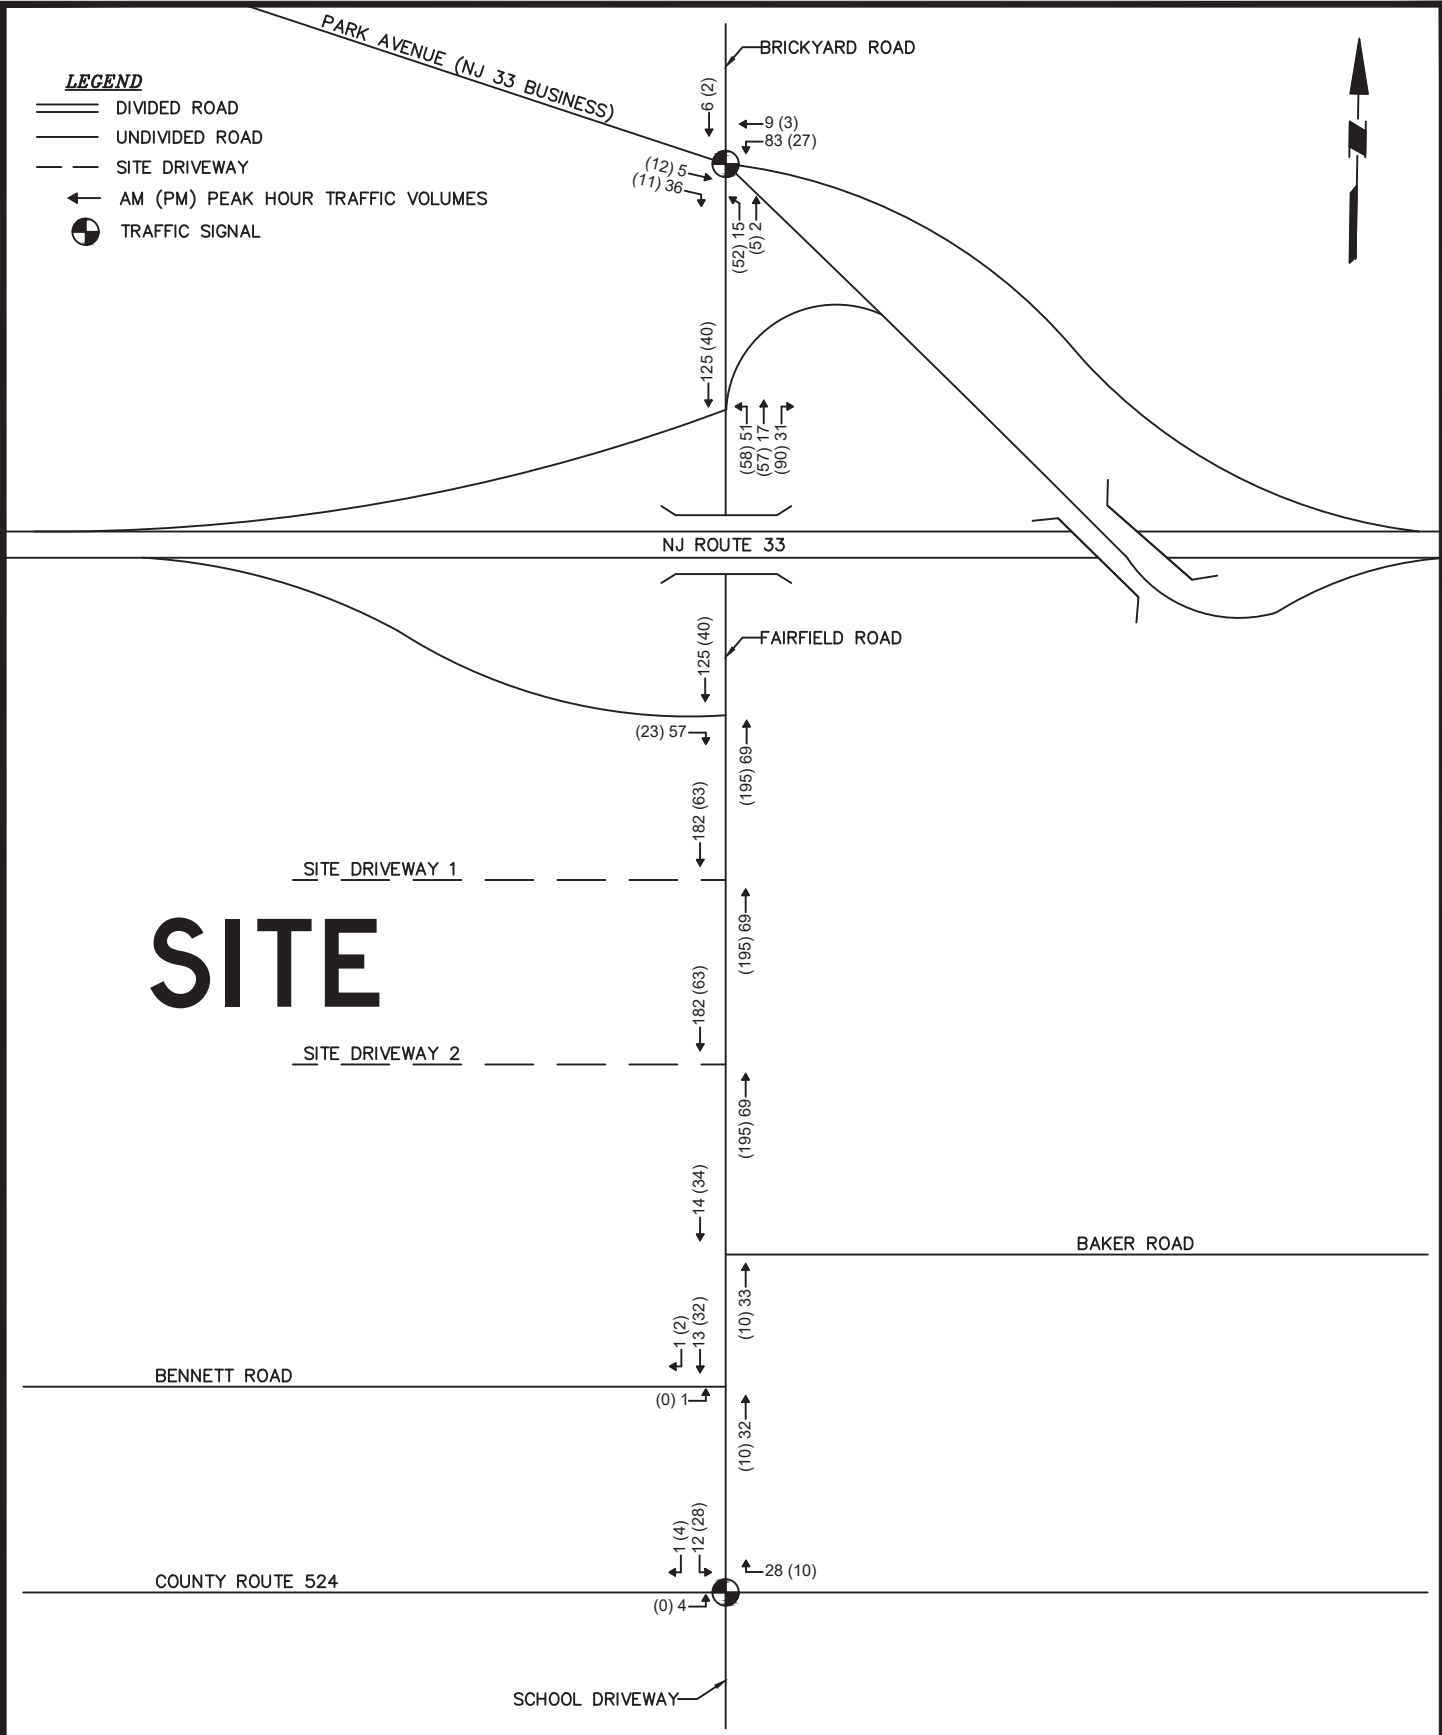 PARK AVENUE (NJ 33 BUSINESS)
BRICKYARD ROAD
LEGEND
DIVIDED ROAD
UNDIVIDED ROAD
SITE DRIVEWAY
AM (PM) PEAK HOUR TRAFFIC VOLUMES
TRAFFIC SIGNAL
6 (2)
9 (3)
83 (27)
(12) 5
(11) 36
(52) 15
(5) 2
125 (40)
(58) 51
(57) 17
(90) 31
NJ ROUTE 33
125 (40)
FAIRFIELD ROAD
(23) 57
(195) 69
182 (63)
SITE DRIVEWAY 1
(195) 69
SITE
182 (63)
SITE DRIVEWAY 2
(195) 69
14 (34)
BAKER ROAD
(10) 33
1 (2)
13 (32)
BENNETT ROAD
(0) 1
(10) 32
1 (4)
12 (28)
28 (10)
COUNTY ROUTE 524
(0) 4
SCHOOL DRIVEWAY